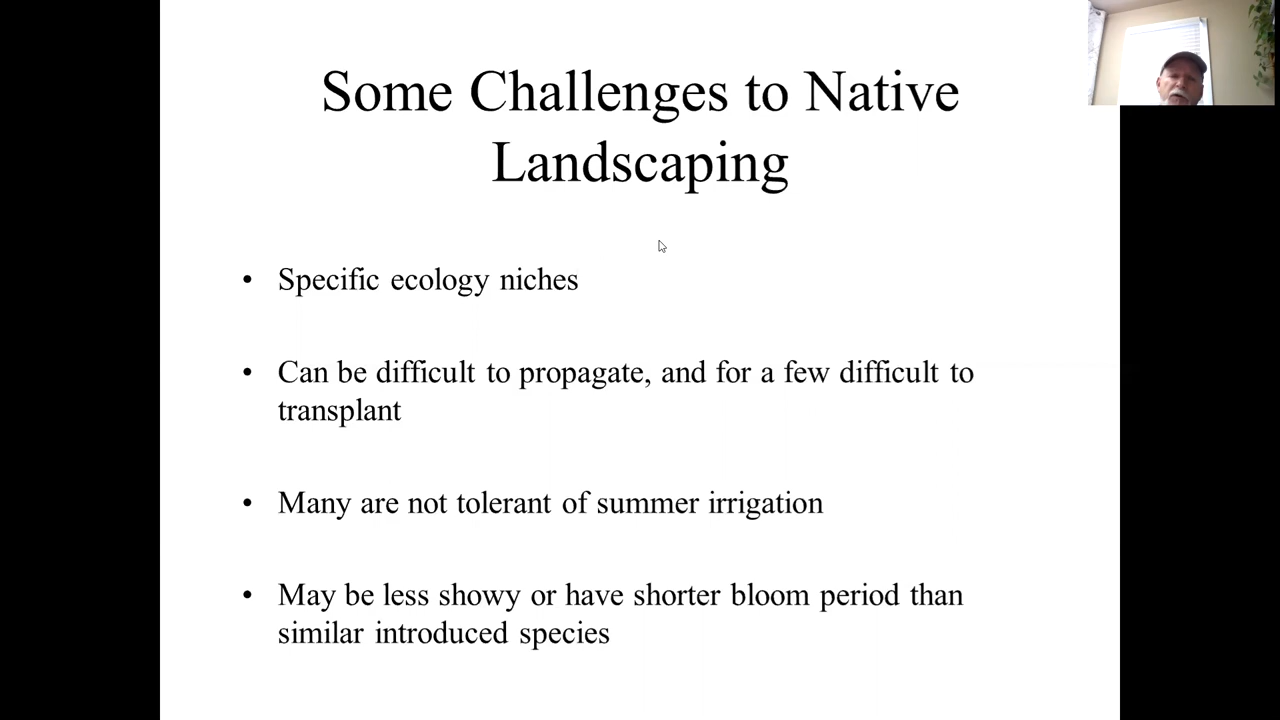 Some Challenges to Native
Landscaping
• Specific ecology niches
• Can be difficult to propagate, and for a few difficult to
transplant
• Many are not tolerant of summer irrigation
• May be less showy or have shorter bloom period than
similar introduced species